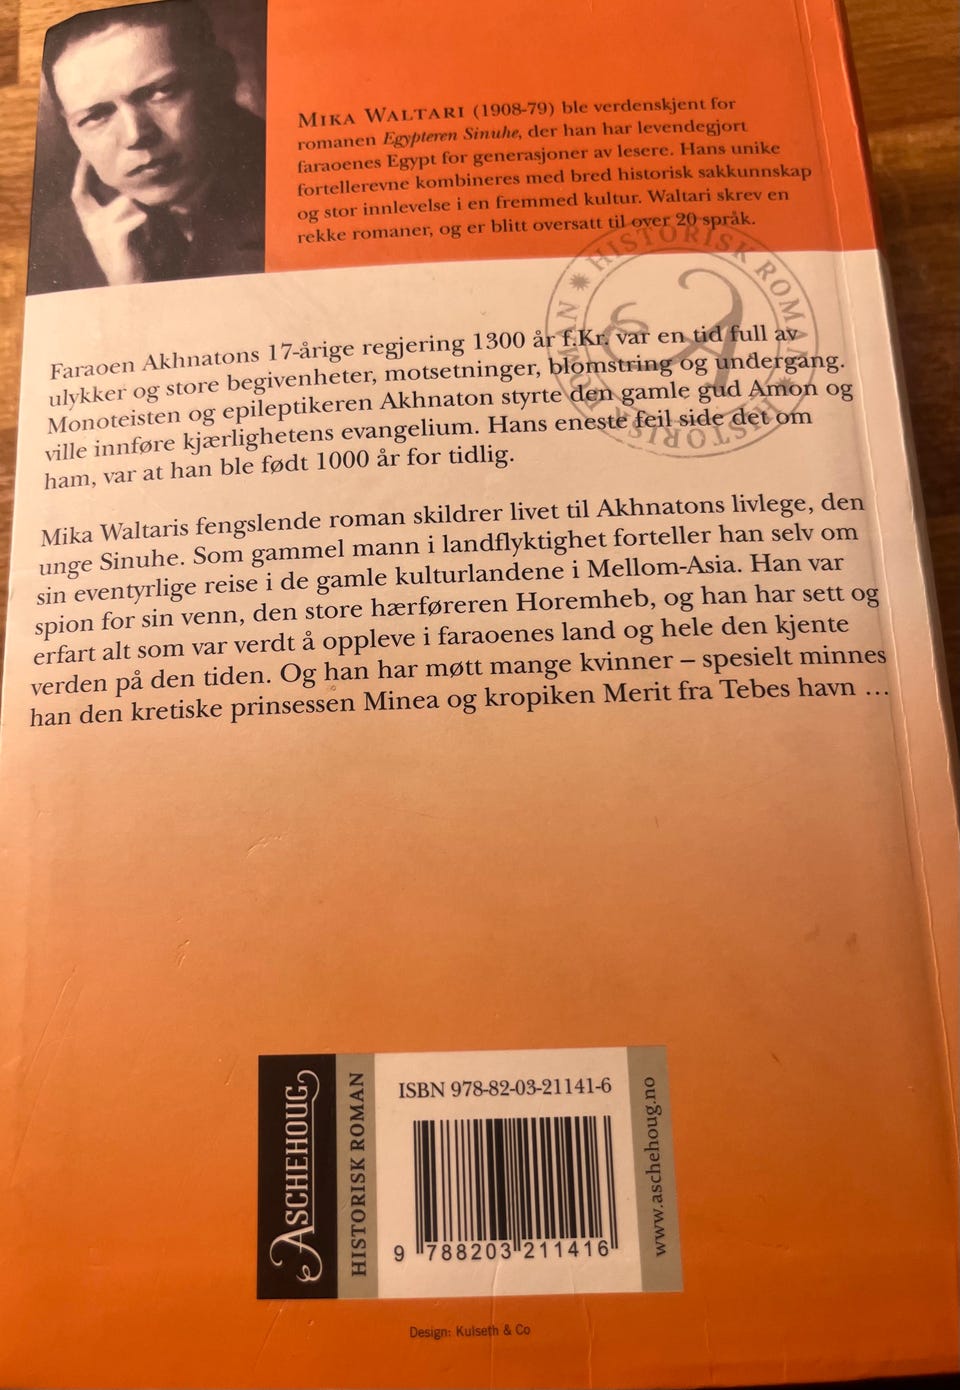 MIKA WALTARI (1908-79) ble verdenskjent for
romanen Egypteren Sinuhe, der han har levendegjort
faraoenes Egypt for generasjoner av lesere. Hans unike
fortellerevne kombineres med bred historisk sakkunnskap
og stor innlevelse i en fremmed kultur. Waltari skrev en
rekke romaner, og er blitt oversatt til over 20 språk.
HISTORISK ROMAN
HISTORISK ROMAN
A
Faraoen Akhnatons 17-årige regjering 1300 år f.Kr. var en tid full av
ulykker og store begivenheter, motsetninger, blomstring og undergang.
Monoteisten og epileptikeren Akhnaton styrte den gamle gud Amon og
ville innføre kjærlighetens evangelium. Hans eneste feil side det om
ham, var at han ble født 1000 år for tidlig.
Mika Waltaris fengslende roman skildrer livet til Akhnatons livlege, den
unge Sinuhe. Som gammel mann i landflyktighet forteller han selv om
sin eventyrlige reise i de gamle kulturlandene i Mellom-Asia. Han var
spion for sin venn, den store hærføreren Horemheb, og han har sett og
erfart alt som var verdt å oppleve i faraoenes land og hele den kjente
verden på den tiden. Og han har møtt mange kvinner – spesielt minnes
han den kretiske prinsessen Minea og kropiken Merit fra Tebes havn …
ASCHEHOUG
HISTORISK ROMAN
ISBN 978-82-03-21141-6
9 788203 211416
www.aschehoug.no
Design: Kulseth & Co